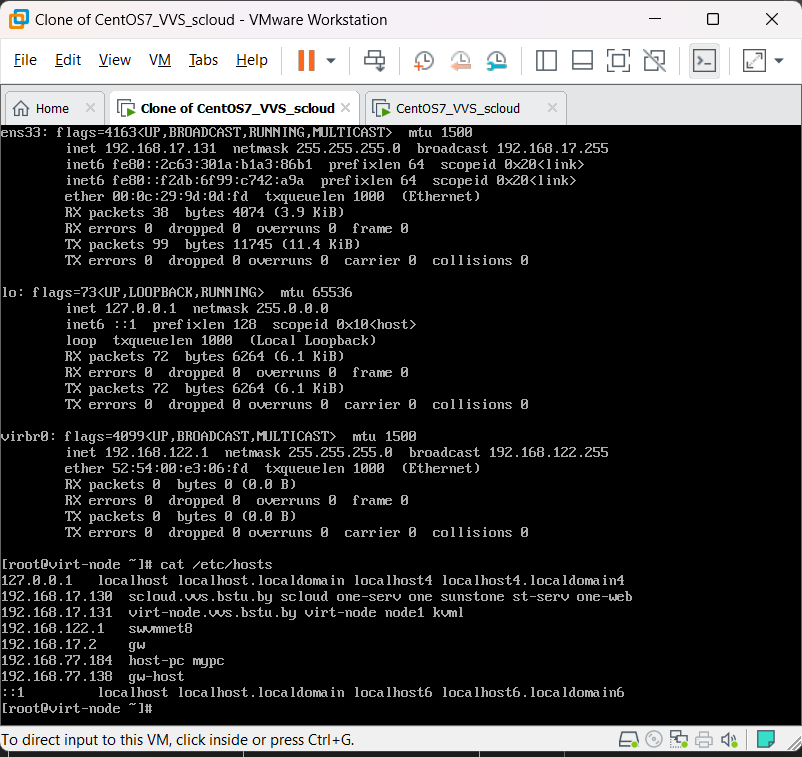 Clone of CentOS7_VVS_scloud - VMware Workstation
File Edit View VM Tabs Help
Home Clone of CentOS7_VVS_scloud CentOS7_VVS_scloud
ens33: flags=4163<UP,BROADCAST,RUNNING,MULTICAST>  mtu 1500
        inet 192.168.17.131  netmask 255.255.255.0  broadcast 192.168.17.255
        inet6 fe80::2c63:301a:b1a3:86b1  prefixlen 64  scopeid 0x20<link>
        inet6 fe80::f2db:6f99:c742:a9a  prefixlen 64  scopeid 0x20<link>
        ether 00:0c:29:9d:0d:fd  txqueuelen 1000  (Ethernet)
        RX packets 38  bytes 4074 (3.9 KiB)
        RX errors 0  dropped 0  overruns 0  frame 0
        TX packets 99  bytes 11745 (11.4 KiB)
        TX errors 0  dropped 0 overruns 0  carrier 0  collisions 0
lo: flags=73<UP,LOOPBACK,RUNNING>  mtu 65536
        inet 127.0.0.1  netmask 255.0.0.0
        inet6 ::1  prefixlen 128  scopeid 0x10<host>
        loop  txqueuelen 1000  (Local Loopback)
        RX packets 72  bytes 6264 (6.1 KiB)
        RX errors 0  dropped 0  overruns 0  frame 0
        TX packets 72  bytes 6264 (6.1 KiB)
        TX errors 0  dropped 0 overruns 0  carrier 0  collisions 0
virbr0: flags=4099<UP,BROADCAST,MULTICAST>  mtu 1500
        inet 192.168.122.1  netmask 255.255.255.0  broadcast 192.168.122.255
        ether 52:54:00:e3:06:fd  txqueuelen 1000  (Ethernet)
        RX packets 0  bytes 0 (0.0 B)
        RX errors 0  dropped 0  overruns 0  frame 0
        TX packets 0  bytes 0 (0.0 B)
        TX errors 0  dropped 0 overruns 0  carrier 0  collisions 0
[root@virt-node ~]# cat /etc/hosts
127.0.0.1   localhost localhost.localdomain localhost4 localhost4.localdomain4
192.168.17.130  scloud.vvs.bstu.by scloud one-serv one sunstone st-serv one-web
192.168.17.131  virt-node.vvs.bstu.by virt-node node1 kvm1
192.168.122.1   swvmnet8
192.168.17.2    gw
192.168.77.184  host-pc mypc
192.168.77.138  gw-host
::1         localhost localhost.localdomain localhost6 localhost6.localdomain6
[root@virt-node ~]#
To direct input to this VM, click inside or press Ctrl+G.